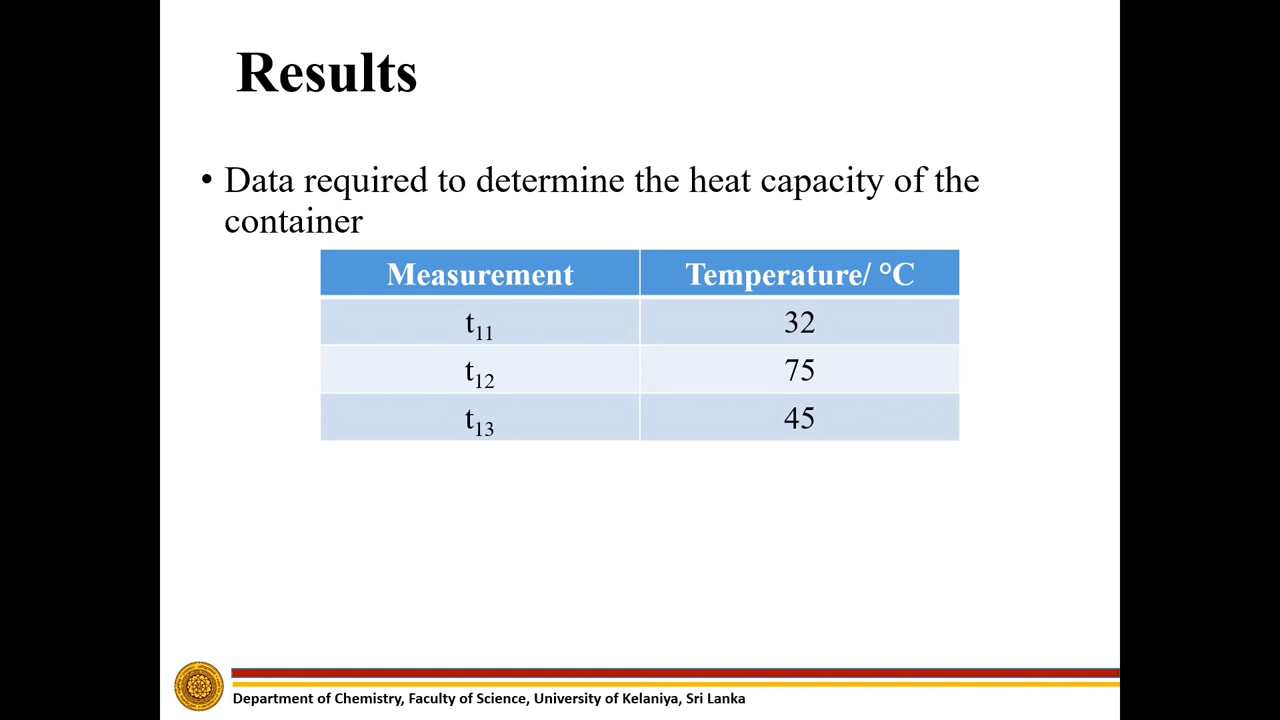 Results
• Data required to determine the heat capacity of the
container
Measurement Temperature/ °C
t₁₁ 32
t₁₂ 75
t₁₃ 45
Department of Chemistry, Faculty of Science, University of Kelaniya, Sri Lanka